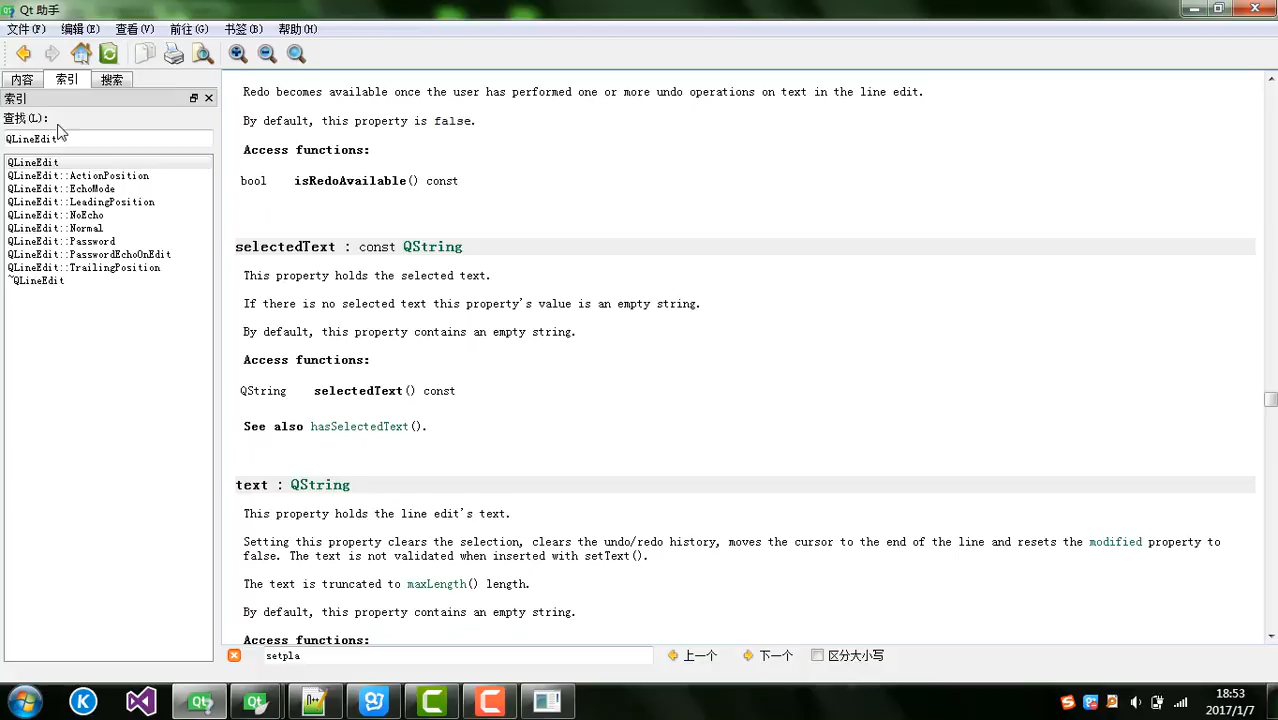 Qt 助手
文件(F) 编辑(E) 查看(V) 前往(G) 书签(B) 帮助(H)
内容 索引 搜索
索引
查找(L):
QLineEdit
QLineEdit
QLineEdit::ActionPosition
QLineEdit::EchoMode
QLineEdit::LeadingPosition
QLineEdit::NoEcho
QLineEdit::Normal
QLineEdit::Password
QLineEdit::PasswordEchoOnEdit
QLineEdit::TrailingPosition
~QLineEdit
Redo becomes available once the user has performed one or more undo operations on text in the line edit.
By default, this property is false.
Access functions:
bool isRedoAvailable() const
selectedText : const QString
This property holds the selected text.
If there is no selected text this property's value is an empty string.
By default, this property contains an empty string.
Access functions:
QString selectedText() const
See also hasSelectedText().
text : QString
This property holds the line edit's text.
Setting this property clears the selection, clears the undo/redo history, moves the cursor to the end of the line and resets the modified property to
false. The text is not validated when inserted with setText().
The text is truncated to maxLength() length.
By default, this property contains an empty string.
Access functions:
setpla 上一个 下一个 区分大小写
18:53
2017/1/7